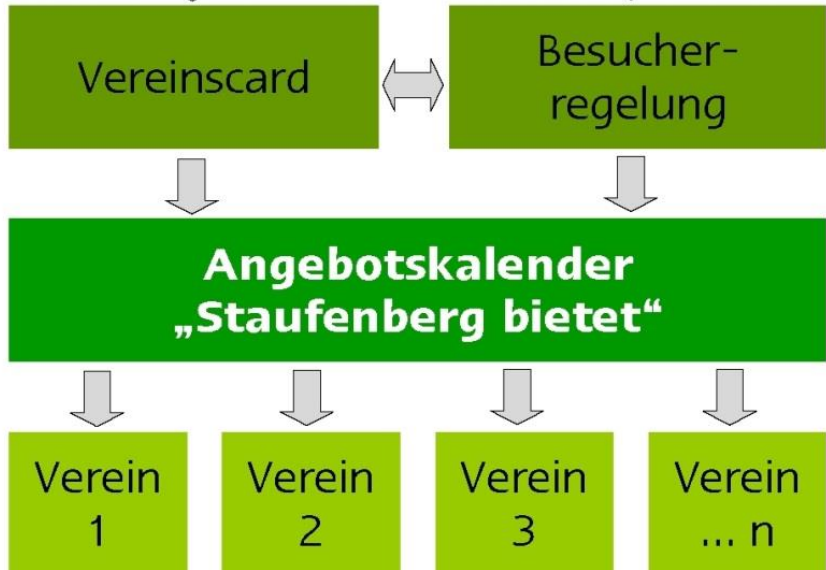 Vereinscard
Besucher-
regelung
Angebotskalender
„Staufenberg bietet“
Verein
1
Verein
2
Verein
3
Verein
... n